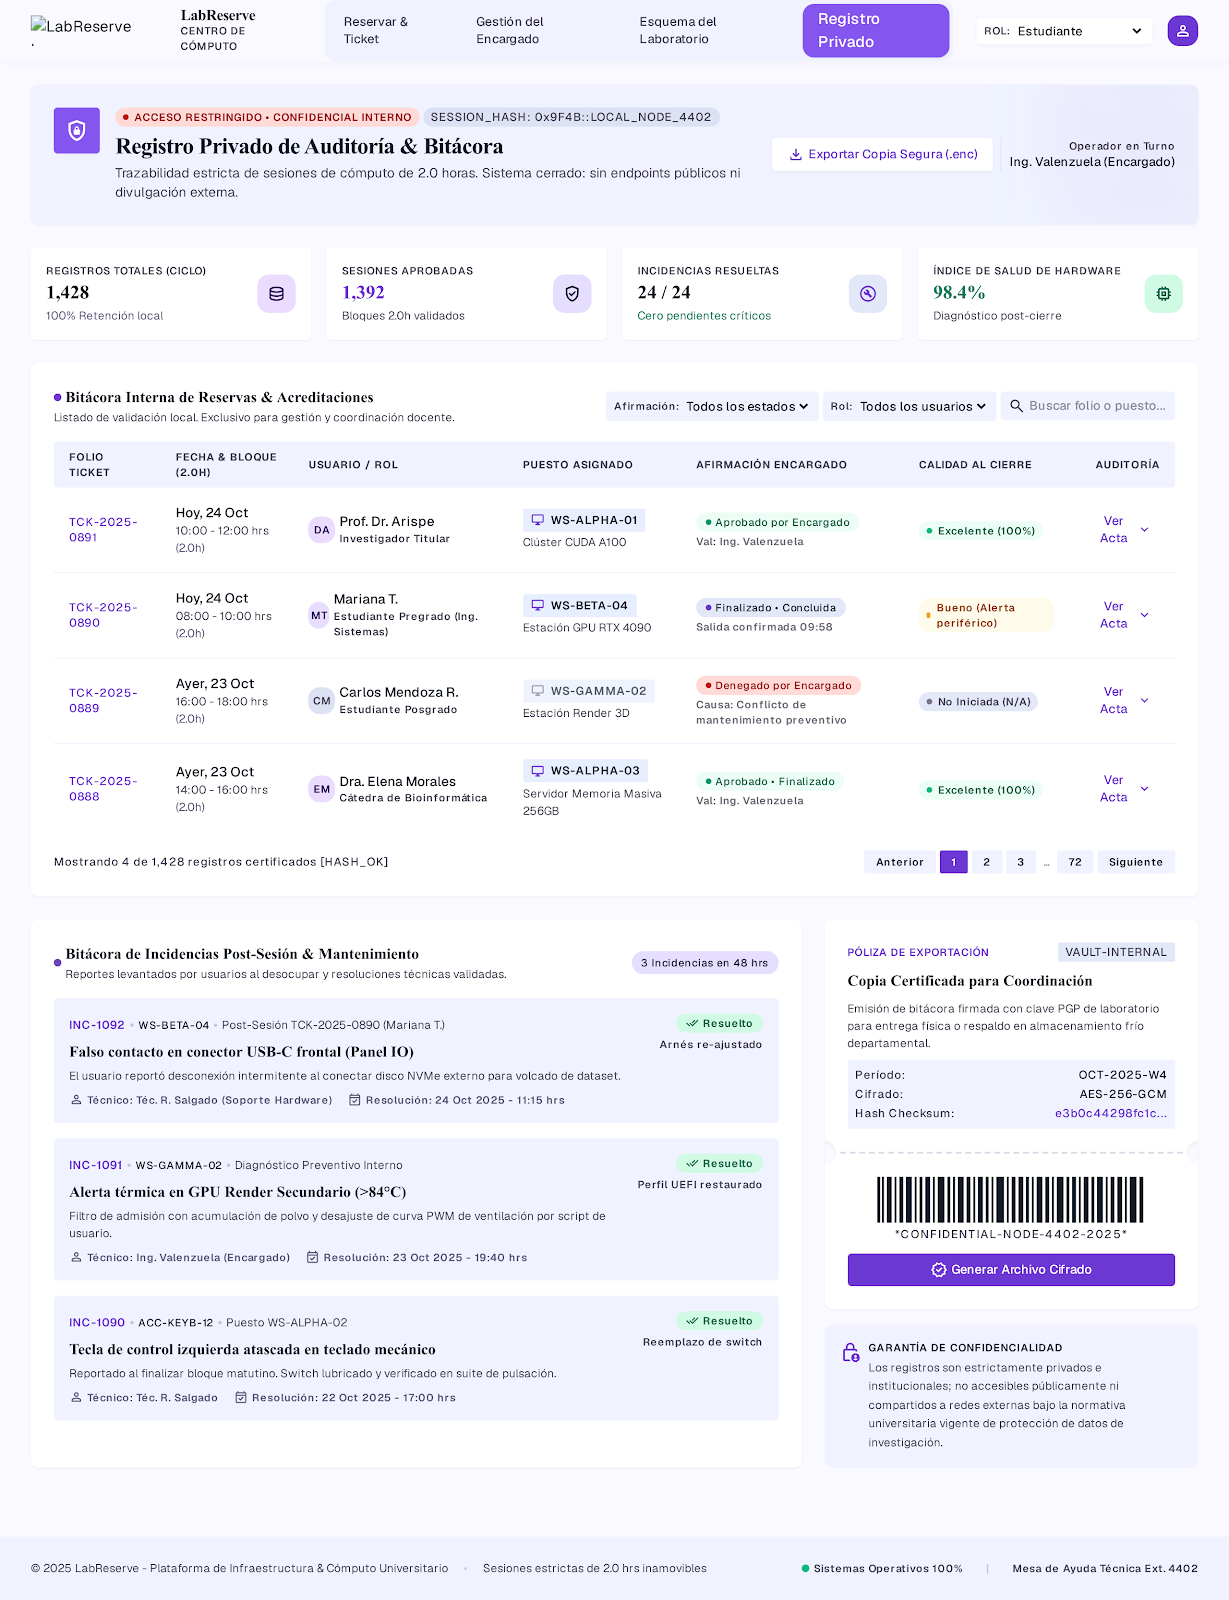 LabReserve
.
LabReserve
CENTRO DE
CÓMPUTO
Reservar &
Ticket
Gestión del
Encargado
Esquema del
Laboratorio
Registro
Privado
ROL: Estudiante
ACCESO RESTRINGIDO • CONFIDENCIAL INTERNO
SESSION_HASH: 0x9F4B::LOCAL_NODE_4402
Registro Privado de Auditoría & Bitácora
Trazabilidad estricta de sesiones de cómputo de 2.0 horas. Sistema cerrado: sin endpoints públicos ni
divulgación externa.
Exportar Copia Segura (.enc)
Operador en Turno
Ing. Valenzuela (Encargado)
REGISTROS TOTALES (CICLO)
1,428
100% Retención local
SESIONES APROBADAS
1,392
Bloques 2.0h validados
INCIDENCIAS RESUELTAS
24 / 24
Cero pendientes críticos
ÍNDICE DE SALUD DE HARDWARE
98.4%
Diagnóstico post-cierre
Bitácora Interna de Reservas & Acreditaciones
Listado de validación local. Exclusivo para gestión y coordinación docente.
Afirmación: Todos los estados
Rol: Todos los usuarios
Buscar folio o puesto...
FOLIO
TICKET
FECHA & BLOQUE
(2.0H)
USUARIO / ROL
PUESTO ASIGNADO
AFIRMACIÓN ENCARGADO
CALIDAD AL CIERRE
AUDITORÍA
TCK-2025-
0891
Hoy, 24 Oct
10:00 - 12:00 hrs
(2.0h)
DA
Prof. Dr. Arispe
Investigador Titular
WS-ALPHA-01
Clúster CUDA A100
Aprobado por Encargado
Val: Ing. Valenzuela
Excelente (100%)
Ver
Acta
TCK-2025-
0890
Hoy, 24 Oct
08:00 - 10:00 hrs
(2.0h)
MT
Mariana T.
Estudiante Pregrado (Ing.
Sistemas)
WS-BETA-04
Estación GPU RTX 4090
Finalizado • Concluida
Salida confirmada 09:58
Bueno (Alerta
periférico)
Ver
Acta
TCK-2025-
0889
Ayer, 23 Oct
16:00 - 18:00 hrs
(2.0h)
CM
Carlos Mendoza R.
Estudiante Posgrado
WS-GAMMA-02
Estación Render 3D
Denegado por Encargado
Causa: Conflicto de
mantenimiento preventivo
No Iniciada (N/A)
Ver
Acta
TCK-2025-
0888
Ayer, 23 Oct
14:00 - 16:00 hrs
(2.0h)
EM
Dra. Elena Morales
Cátedra de Bioinformática
WS-ALPHA-03
Servidor Memoria Masiva
256GB
Aprobado • Finalizado
Val: Ing. Valenzuela
Excelente (100%)
Ver
Acta
Mostrando 4 de 1,428 registros certificados [HASH_OK]
Anterior 1 2 3 ... 72 Siguiente
Bitácora de Incidencias Post-Sesión & Mantenimiento
Reportes levantados por usuarios al desocupar y resoluciones técnicas validadas.
3 Incidencias en 48 hrs
INC-1092 • WS-BETA-04 • Post-Sesión TCK-2025-0890 (Mariana T.)
Falso contacto en conector USB-C frontal (Panel IO)
El usuario reportó desconexión intermitente al conectar disco NVMe externo para volcado de dataset.
Técnico: Téc. R. Salgado (Soporte Hardware)
Resolución: 24 Oct 2025 - 11:15 hrs
Resuelto
Arnés re-ajustado
INC-1091 • WS-GAMMA-02 • Diagnóstico Preventivo Interno
Alerta térmica en GPU Render Secundario (>84°C)
Filtro de admisión con acumulación de polvo y desajuste de curva PWM de ventilación por script de
usuario.
Técnico: Ing. Valenzuela (Encargado)
Resolución: 23 Oct 2025 - 19:40 hrs
Resuelto
Perfil UEFI restaurado
INC-1090 • ACC-KEYB-12 • Puesto WS-ALPHA-02
Tecla de control izquierda atascada en teclado mecánico
Reportado al finalizar bloque matutino. Switch lubricado y verificado en suite de pulsación.
Técnico: Téc. R. Salgado
Resolución: 22 Oct 2025 - 17:00 hrs
Resuelto
Reemplazo de switch
PÓLIZA DE EXPORTACIÓN
VAULT-INTERNAL
Copia Certificada para Coordinación
Emisión de bitácora firmada con clave PGP de laboratorio
para entrega física o respaldo en almacenamiento frío
departamental.
Período: OCT-2025-W4
Cifrado: AES-256-GCM
Hash Checksum: e3b0c44298fc1c...
*CONFIDENTIAL-NODE-4402-2025*
Generar Archivo Cifrado
GARANTÍA DE CONFIDENCIALIDAD
Los registros son estrictamente privados e
institucionales; no accesibles públicamente ni
compartidos a redes externas bajo la normativa
universitaria vigente de protección de datos de
investigación.
© 2025 LabReserve - Plataforma de Infraestructura & Cómputo Universitario
•
Sesiones estrictas de 2.0 hrs inamovibles
Sistemas Operativos 100%
|
Mesa de Ayuda Técnica Ext. 4402